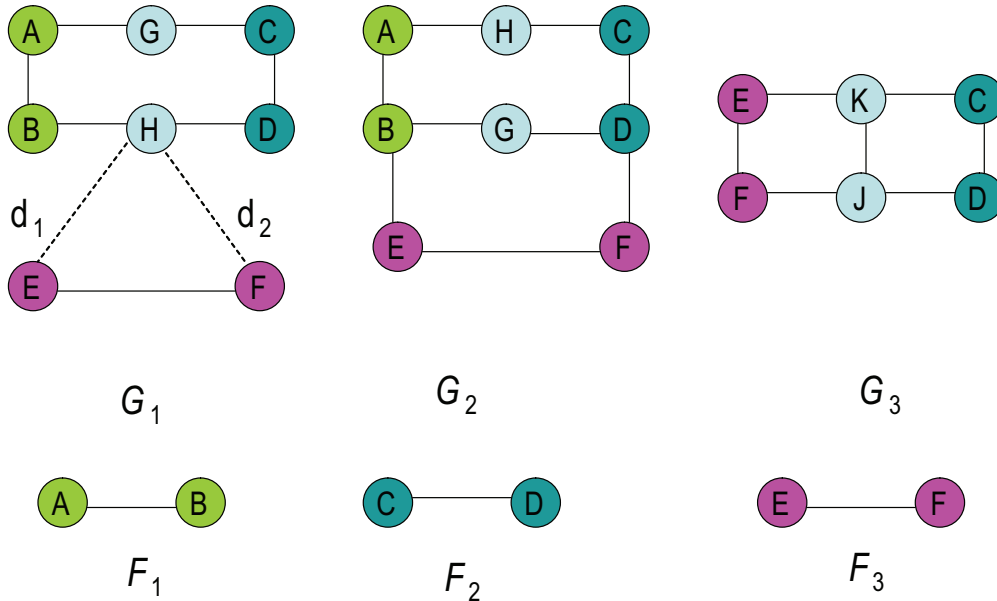 A G C
B H D
d1 d2
E F
G1
A H C
B G D
E F
G2
E K C
F J D
G3
A B
F1
C D
F2
E F
F3